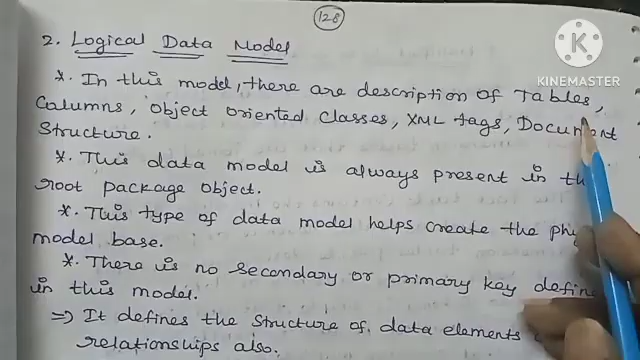 128
2. Logical Data Model
*. In this model, there are description of Tables,
Columns, Object Oriented Classes, XML tags, Document
Structure.
*. This data model is always present in the
root package object.
*. This type of data model helps create the phy
model base.
*. There is no secondary or primary key define
in this model.
⇒ It defines the structure of data elements
relationships also.
K
KINEMASTER